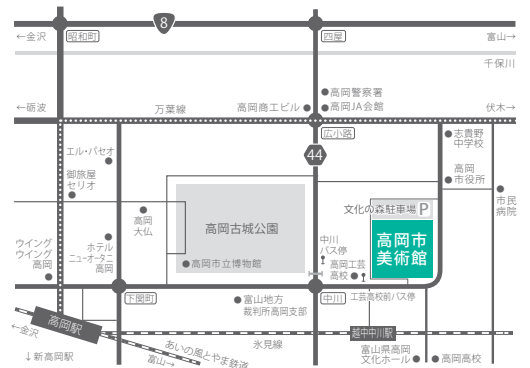 8
←金沢
昭和町
四屋
富山→
千保川
←砺波
万葉線
高岡商工ビル
高岡警察署
高岡JA会館
伏木→
広小路
44
志貴野
中学校
エル・パセオ
御旅屋
セリオ
高岡
市役所
市民
病院
高岡
大仏
高岡古城公園
文化の森駐車場 P
高岡市
美術館
ウイング
ウイング
高岡
ホテル
ニューオータニ
高岡
高岡市立博物館
中川
バス停
高岡工芸
高校
下関町
富山地方
裁判所高岡支部
中川
工芸高校前バス停
高岡駅
←金沢
↓新高岡駅
あいの風とやま鉄道
富山→
氷見線
越中中川駅
富山県高岡
文化ホール
高岡高校